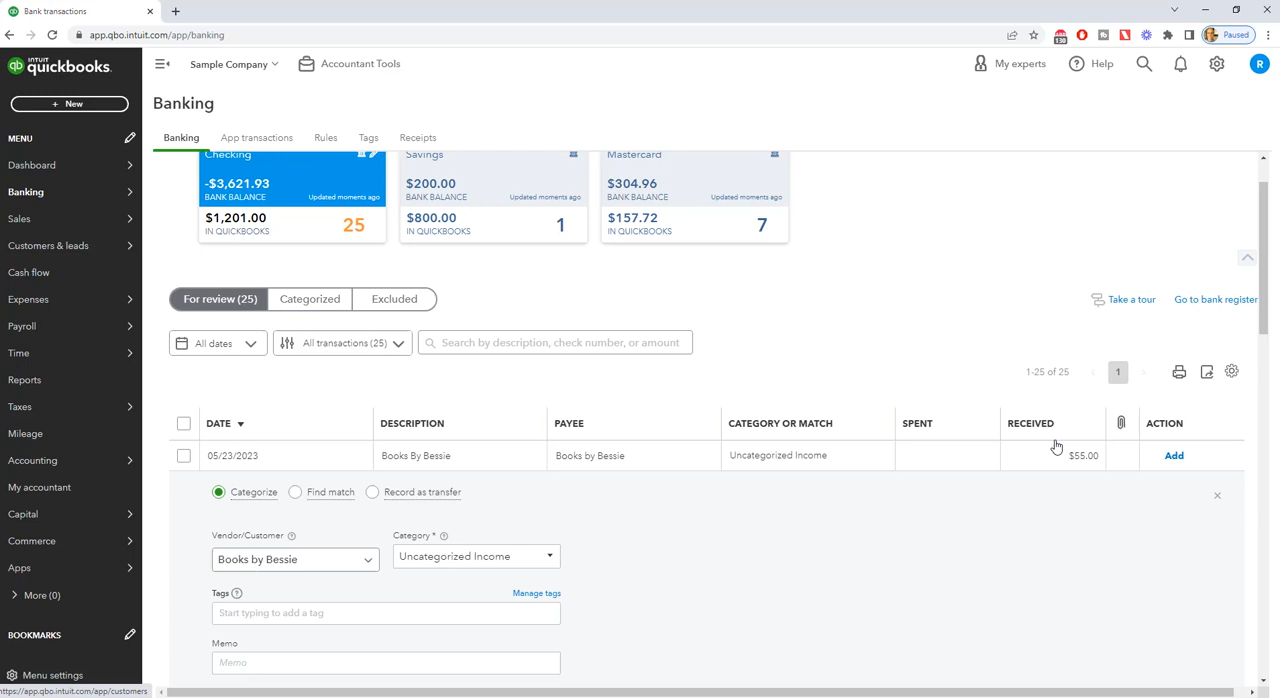 Bank transactions
app.qbo.intuit.com/app/banking
130
Paused
INTUIT
quickbooks.
Sample Company
Accountant Tools
My experts
Help
R
+ New
MENU
Dashboard
Banking
Sales
Customers & leads
Cash flow
Expenses
Payroll
Time
Reports
Taxes
Mileage
Accounting
My accountant
Capital
Commerce
Apps
More (0)
BOOKMARKS
Menu settings
https://app.qbo.intuit.com/app/customers
Banking
Banking App transactions Rules Tags Receipts
Checking Savings Mastercard
-$3,621.93 $200.00 $304.96
BANK BALANCE Updated moments ago BANK BALANCE Updated moments ago BANK BALANCE Updated moments ago
$1,201.00 25 $800.00 1 $157.72 7
IN QUICKBOOKS IN QUICKBOOKS IN QUICKBOOKS
For review (25) Categorized Excluded
Take a tour Go to bank register
All dates All transactions (25) Search by description, check number, or amount
1-25 of 25 1
DATE DESCRIPTION PAYEE CATEGORY OR MATCH SPENT RECEIVED ACTION
05/23/2023 Books By Bessie Books by Bessie Uncategorized Income $55.00 Add
Categorize Find match Record as transfer
Vendor/Customer Category *
Books by Bessie Uncategorized Income
Tags Manage tags
Start typing to add a tag
Memo
Memo